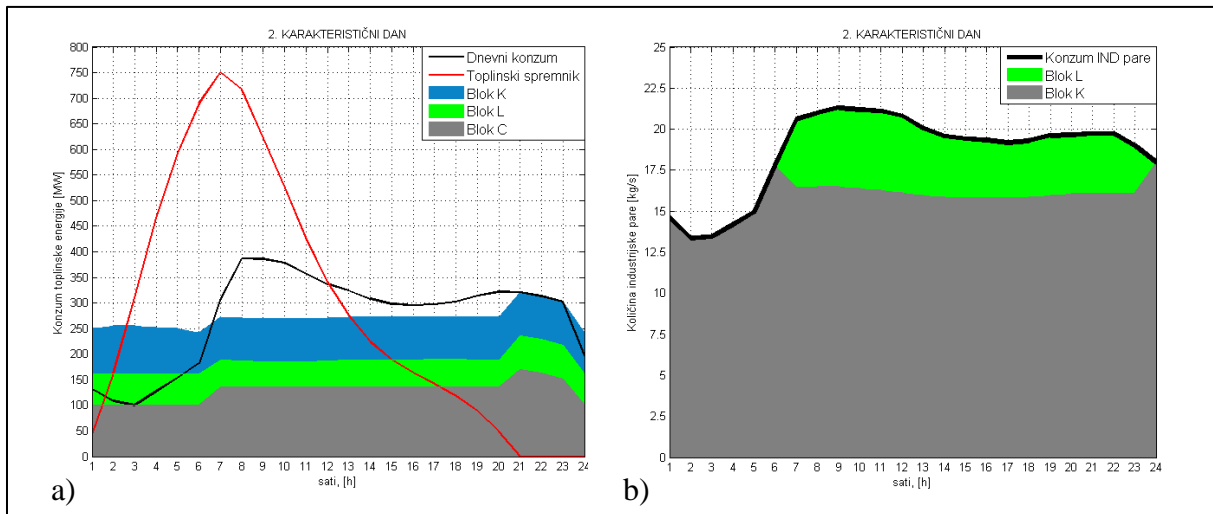 2. KARAKTERISTIČNI DAN
Konzum toplinske energije [MW]
800
750
700
650
600
550
500
450
400
350
300
250
200
150
100
50
0
Dnevni konzum
Toplinski spremnik
Blok K
Blok L
Blok C
1 2 3 4 5 6 7 8 9 10 11 12 13 14 15 16 17 18 19 20 21 22 23 24
sati, [h]
a)
2. KARAKTERISTIČNI DAN
Količina industrijske pare [kg/s]
25
22.5
20
17.5
15
12.5
10
7.5
5
2.5
0
Konzum IND pare
Blok L
Blok K
1 2 3 4 5 6 7 8 9 10 11 12 13 14 15 16 17 18 19 20 21 22 23 24
sati, [h]
b)